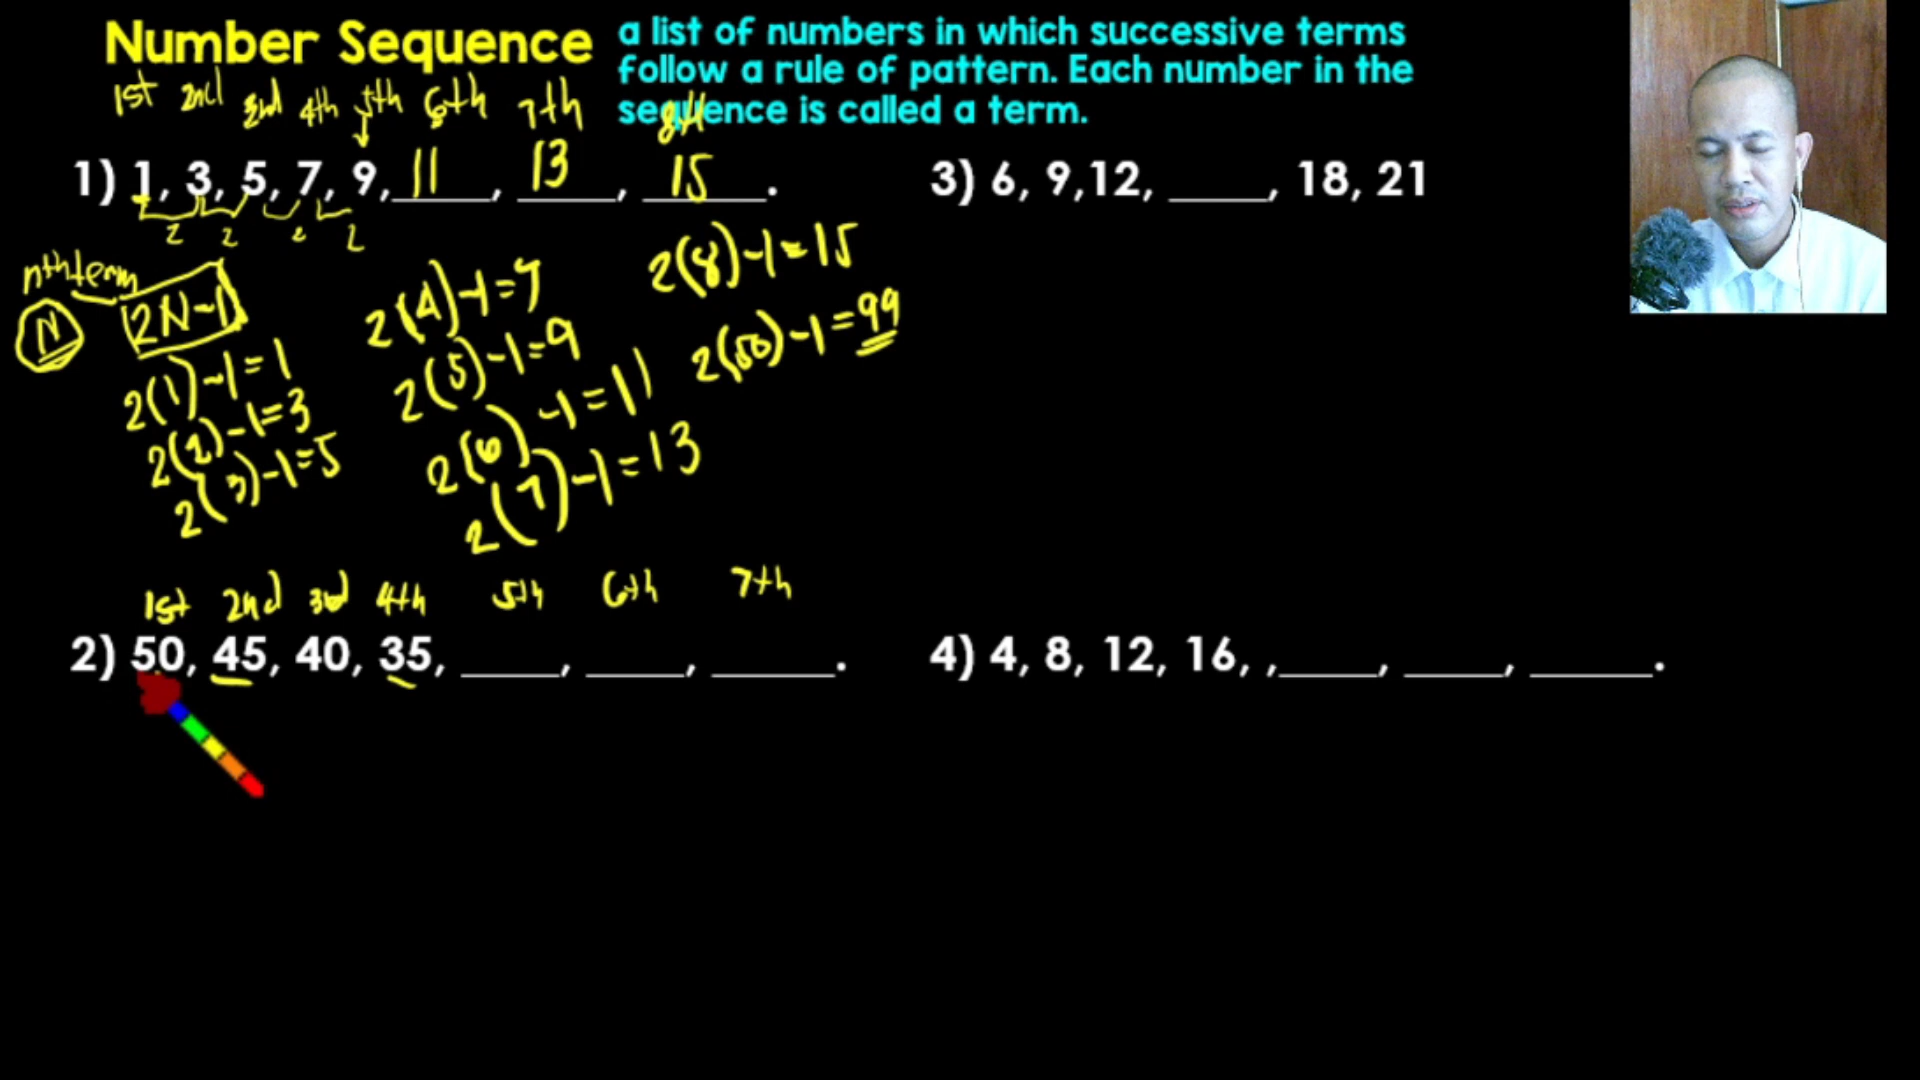 Number Sequence
a list of numbers in which successive terms
follow a rule of pattern. Each number in the
sequence is called a term.
1st 2nd 3rd 4th 5th 6th 7th 8th
1) 1, 3, 5, 7, 9, 11, 13, 15.
2 2 2 2
nth term
N
2N-1
2(1)-1=1
2(2)-1=3
2(3)-1=5
2(4)-1=7
2(5)-1=9
2(6)-1=11
2(7)-1=13
2(8)-1=15
2(50)-1=99
3) 6, 9,12, ____, 18, 21
1st 2nd 3rd 4th 5th 6th 7th
2) 50, 45, 40, 35, ____, ____, _____.
4) 4, 8, 12, 16, ,____, ____, _____.